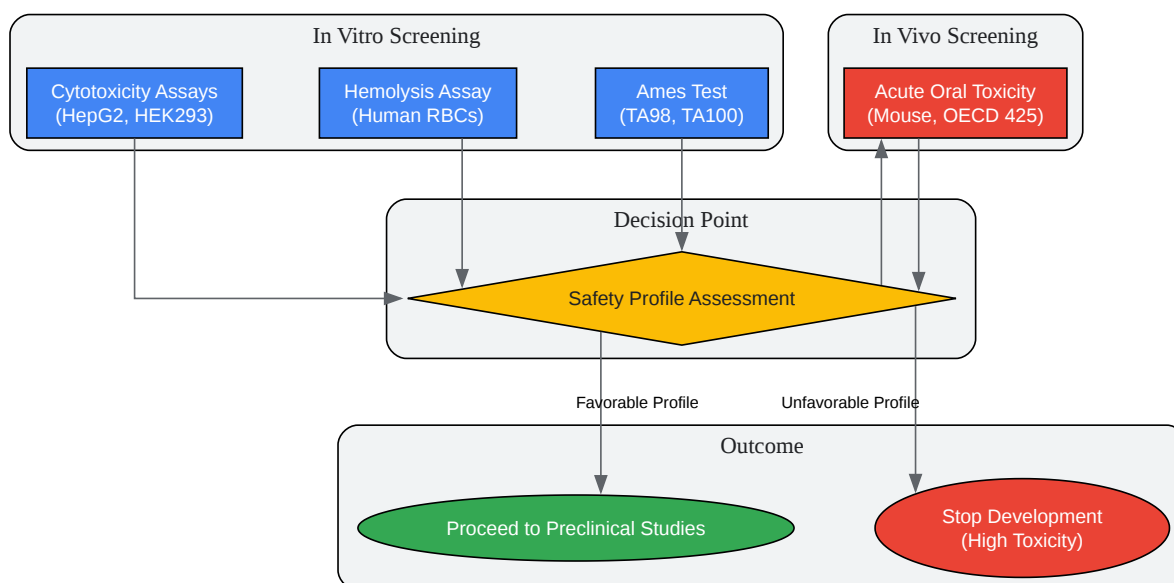 In Vitro Screening
Cytotoxicity Assays
(HepG2, HEK293)
Hemolysis Assay
(Human RBCs)
Ames Test
(TA98, TA100)
In Vivo Screening
Acute Oral Toxicity
(Mouse, OECD 425)
Decision Point
Safety Profile Assessment
Favorable Profile
Unfavorable Profile
Outcome
Proceed to Preclinical Studies
Stop Development
(High Toxicity)